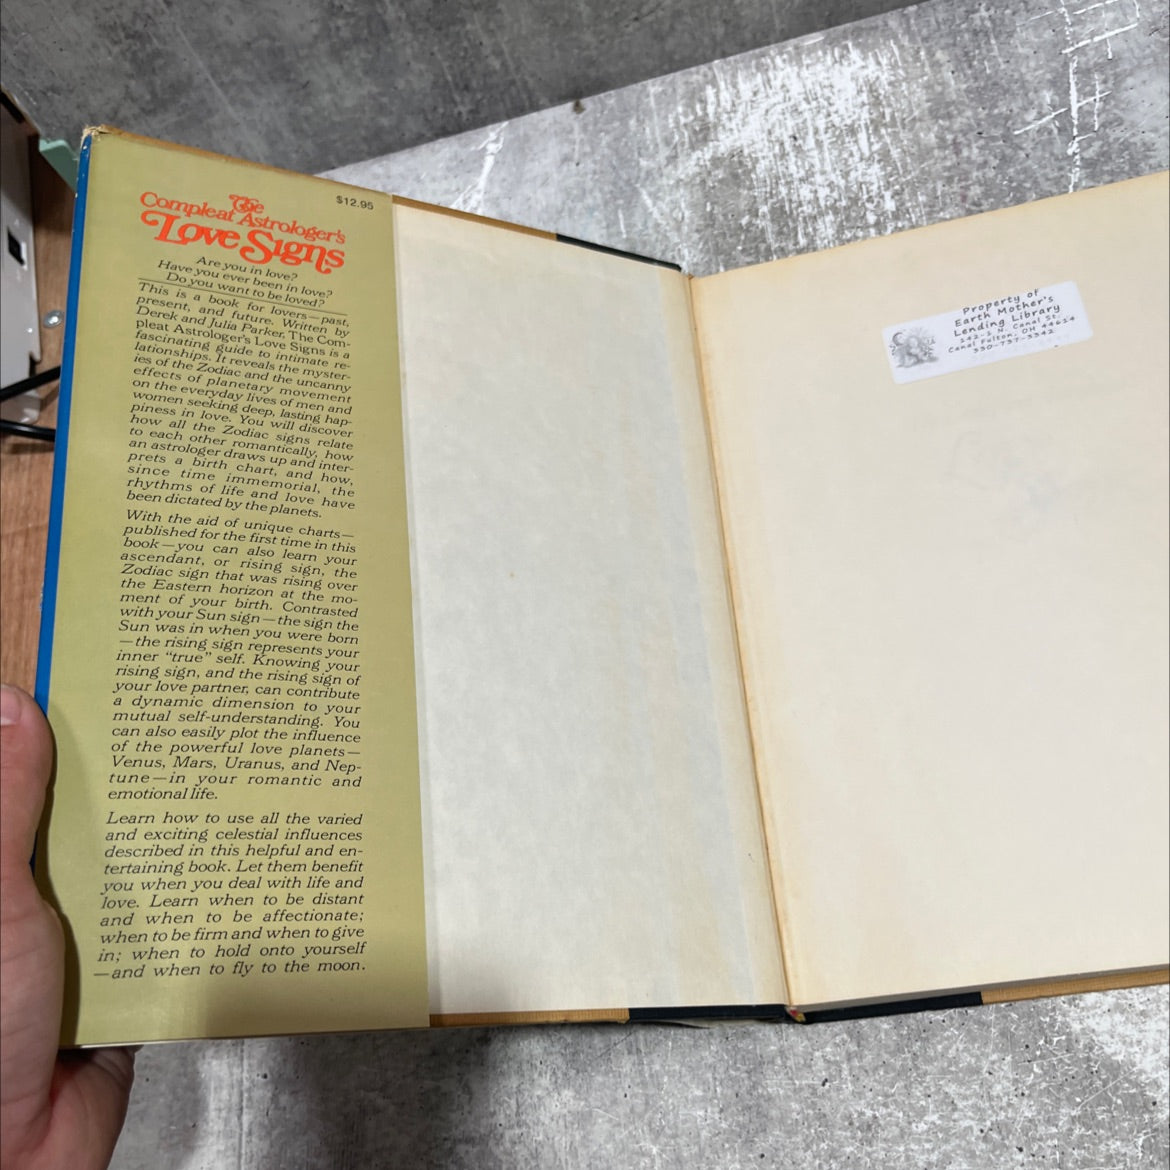 The
$12.95
Compleat Astrologer's
Love Signs
Are you in love?
Have you ever been in love?
Do you want to be loved?
This is a book for lovers—past,
present, and future. Written by
Derek and Julia Parker, The Com-
pleat Astrologer's Love Signs is a
fascinating guide to intimate re-
lationships. It reveals the myster-
ies of the Zodiac and the uncanny
effects of planetary movement
on the everyday lives of men and
women seeking deep, lasting hap-
piness in love. You will discover
how all the Zodiac signs relate
to each other romantically, how
an astrologer draws up and inter-
prets a birth chart, and how,
since time immemorial, the
rhythms of life and love have
been dictated by the planets.
With the aid of unique charts—
published for the first time in this
book—you can also learn your
ascendant, or rising sign, the
Zodiac sign that was rising over
the Eastern horizon at the mo-
ment of your birth. Contrasted
with your Sun sign—the sign the
Sun was in when you were born
—the rising sign represents your
inner "true" self. Knowing your
rising sign, and the rising sign of
your love partner, can contribute
a dynamic dimension to your
mutual self-understanding. You
can also easily plot the influence
of the powerful love planets—
Venus, Mars, Uranus, and Nep-
tune—in your romantic and
emotional life.
Learn how to use all the varied
and exciting celestial influences
described in this helpful and en-
tertaining book. Let them benefit
you when you deal with life and
love. Learn when to be distant
and when to be affectionate;
when to be firm and when to give
in; when to hold onto yourself
—and when to fly to the moon.
Property of
Earth Mother's
Lending Library
142-1 N. Canal St.
Canal Fulton, OH 44614
330-737-3342